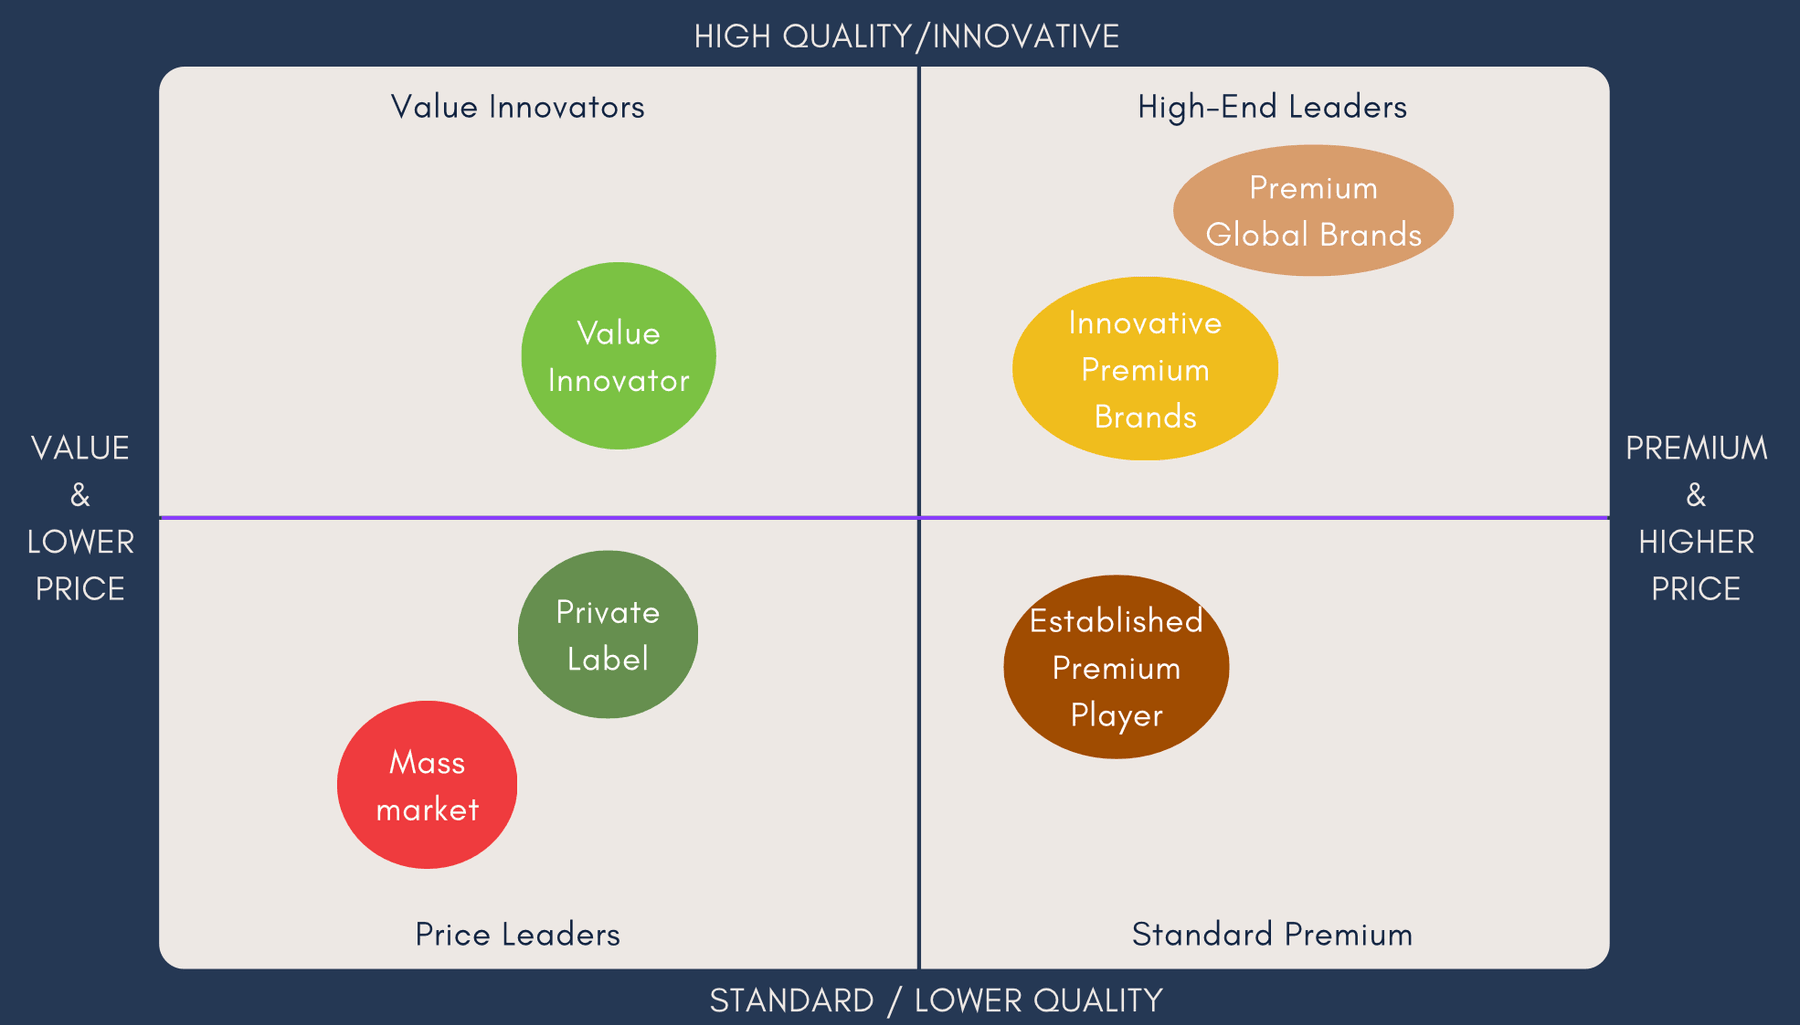 HIGH QUALITY/INNOVATIVE
Value Innovators
High-End Leaders
Premium
Global Brands
Value
Innovator
Innovative
Premium
Brands
VALUE
&
LOWER
PRICE
PREMIUM
&
HIGHER
PRICE
Private
Label
Established
Premium
Player
Mass
market
Price Leaders
Standard Premium
STANDARD / LOWER QUALITY